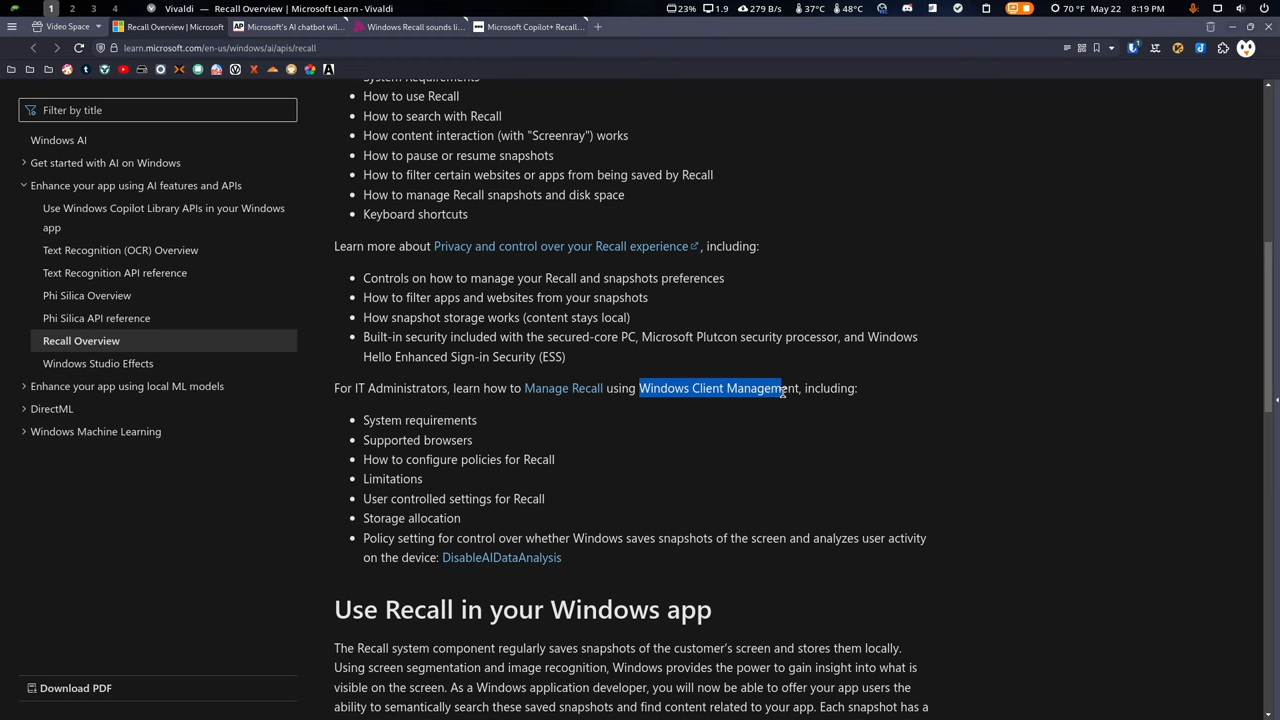 1 2 3 4 Vivaldi — Recall Overview | Microsoft Learn - Vivaldi 23% 1.9 279 B/s 37°C 48°C 70 °F May 22 8:19 PM
Video Space Recall Overview | Microsoft Microsoft's AI chatbot wil Windows Recall sounds li Microsoft Copilot+ Recall
learn.microsoft.com/en-us/windows/ai/apis/recall
Filter by title
Windows AI
Get started with AI on Windows
Enhance your app using AI features and APIs
Use Windows Copilot Library APIs in your Windows
app
Text Recognition (OCR) Overview
Text Recognition API reference
Phi Silica Overview
Phi Silica API reference
Recall Overview
Windows Studio Effects
Enhance your app using local ML models
DirectML
Windows Machine Learning
Download PDF
System Requirements
How to use Recall
How to search with Recall
How content interaction (with "Screenray") works
How to pause or resume snapshots
How to filter certain websites or apps from being saved by Recall
How to manage Recall snapshots and disk space
Keyboard shortcuts
Learn more about Privacy and control over your Recall experience , including:
Controls on how to manage your Recall and snapshots preferences
How to filter apps and websites from your snapshots
How snapshot storage works (content stays local)
Built-in security included with the secured-core PC, Microsoft Plutcon security processor, and Windows
Hello Enhanced Sign-in Security (ESS)
For IT Administrators, learn how to Manage Recall using Windows Client Management, including:
System requirements
Supported browsers
How to configure policies for Recall
Limitations
User controlled settings for Recall
Storage allocation
Policy setting for control over whether Windows saves snapshots of the screen and analyzes user activity
on the device: DisableAIDataAnalysis
Use Recall in your Windows app
The Recall system component regularly saves snapshots of the customer's screen and stores them locally.
Using screen segmentation and image recognition, Windows provides the power to gain insight into what is
visible on the screen. As a Windows application developer, you will now be able to offer your app users the
ability to semantically search these saved snapshots and find content related to your app. Each snapshot has a